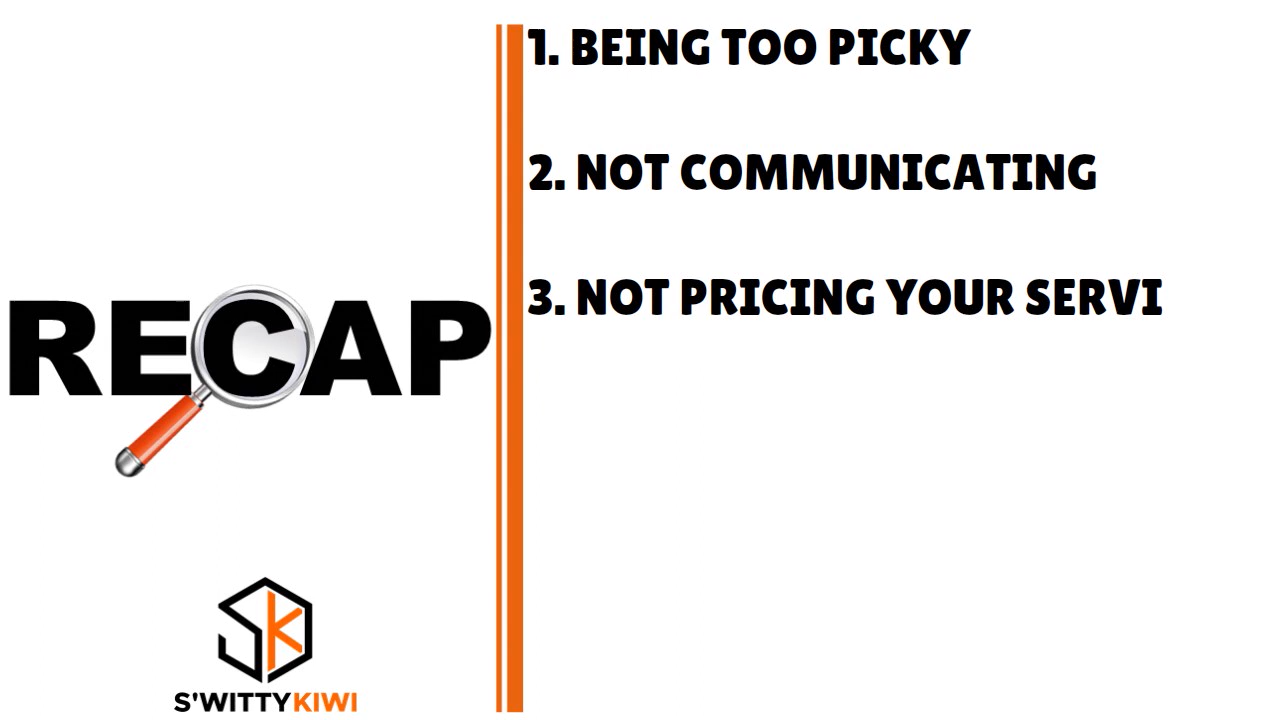 RECAP
S'WITTYKIWI
1. BEING TOO PICKY
2. NOT COMMUNICATING
3. NOT PRICING YOUR SERVI